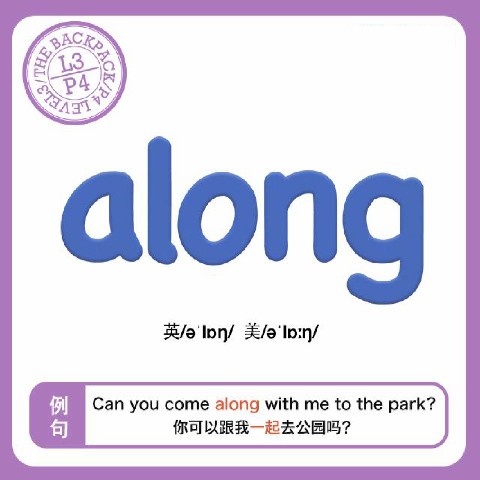 THE BACKPACK/P4 LEVEL3/
L3
P4
along
英/əˈlɒŋ/ 美/əˈlɒːŋ/
例句
Can you come along with me to the park?
你可以跟我一起去公园吗?